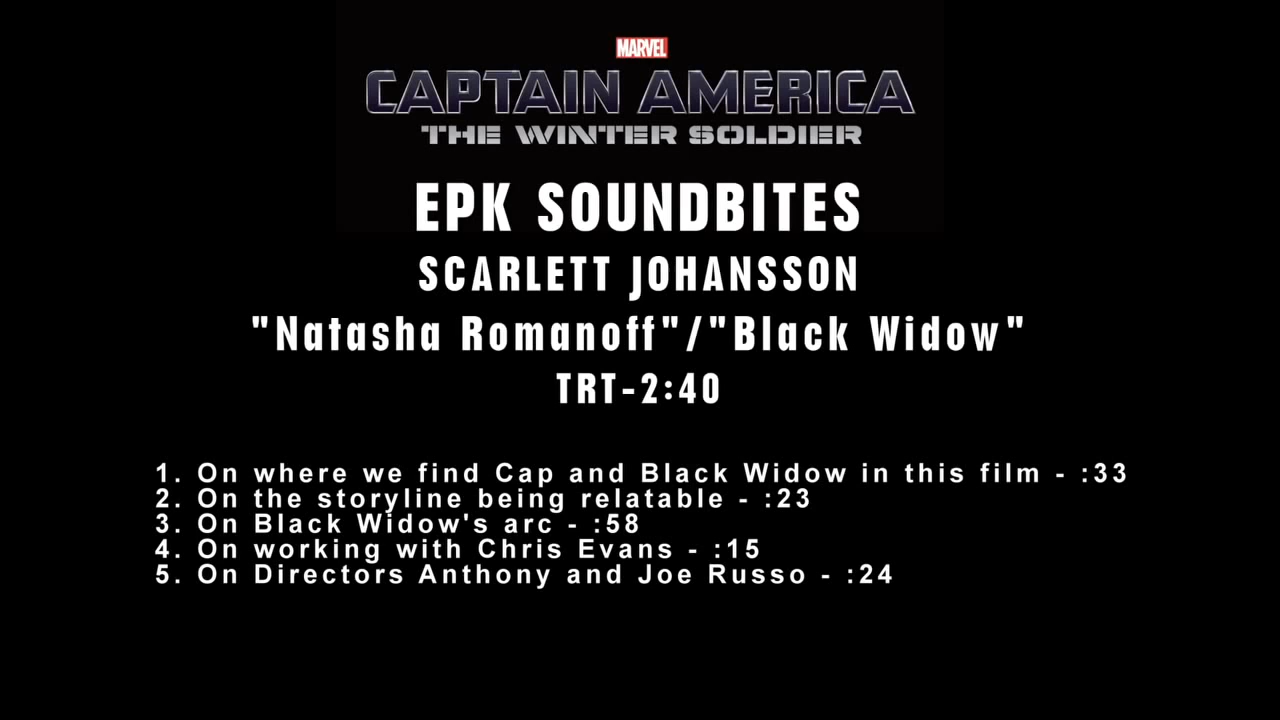 MARVEL
CAPTAIN AMERICA
THE WINTER SOLDIER
EPK SOUNDBITES
SCARLETT JOHANSSON
"Natasha Romanoff"/"Black Widow"
TRT-2:40
1. On where we find Cap and Black Widow in this film - :33
2. On the storyline being relatable - :23
3. On Black Widow's arc - :58
4. On working with Chris Evans - :15
5. On Directors Anthony and Joe Russo - :24